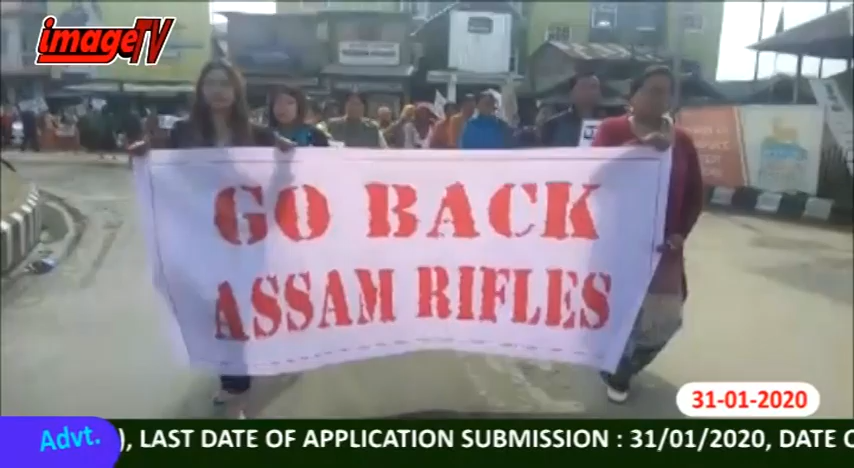 imageTV
GO BACK
ASSAM RIFLES
31-01-2020
Advt. ), LAST DATE OF APPLICATION SUBMISSION : 31/01/2020, DATE